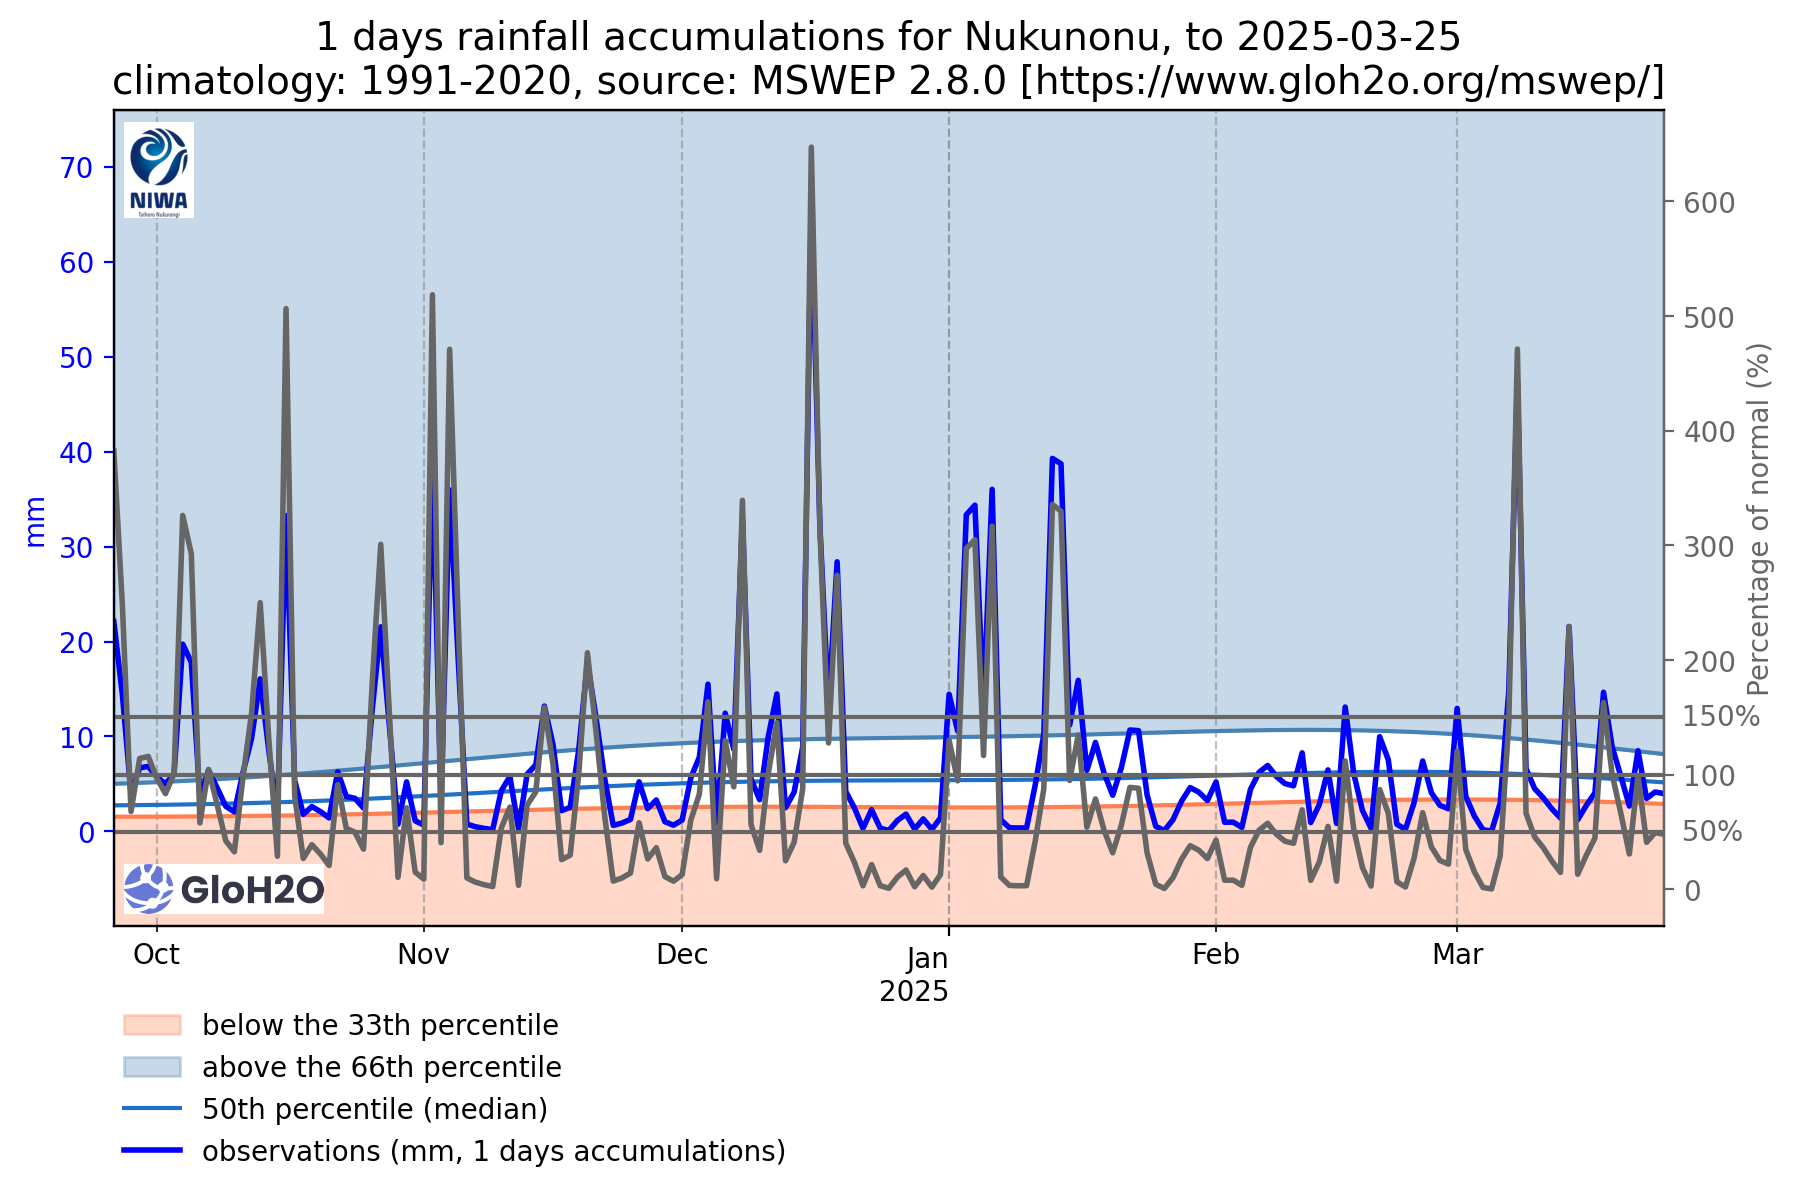 1 days rainfall accumulations for Nukunonu, to 2025-03-25
climatology: 1991-2020, source: MSWEP 2.8.0 [https://www.gloh2o.org/mswep/]
NIWA
Taihoro Nukurangi
70
60
50
40
30
20
10
0
mm
600
500
400
300
200
150%
100
50%
0
Percentage of normal (%)
GloH2O
Oct
Nov
Dec
Jan
2025
Feb
Mar
below the 33th percentile
above the 66th percentile
50th percentile (median)
observations (mm, 1 days accumulations)